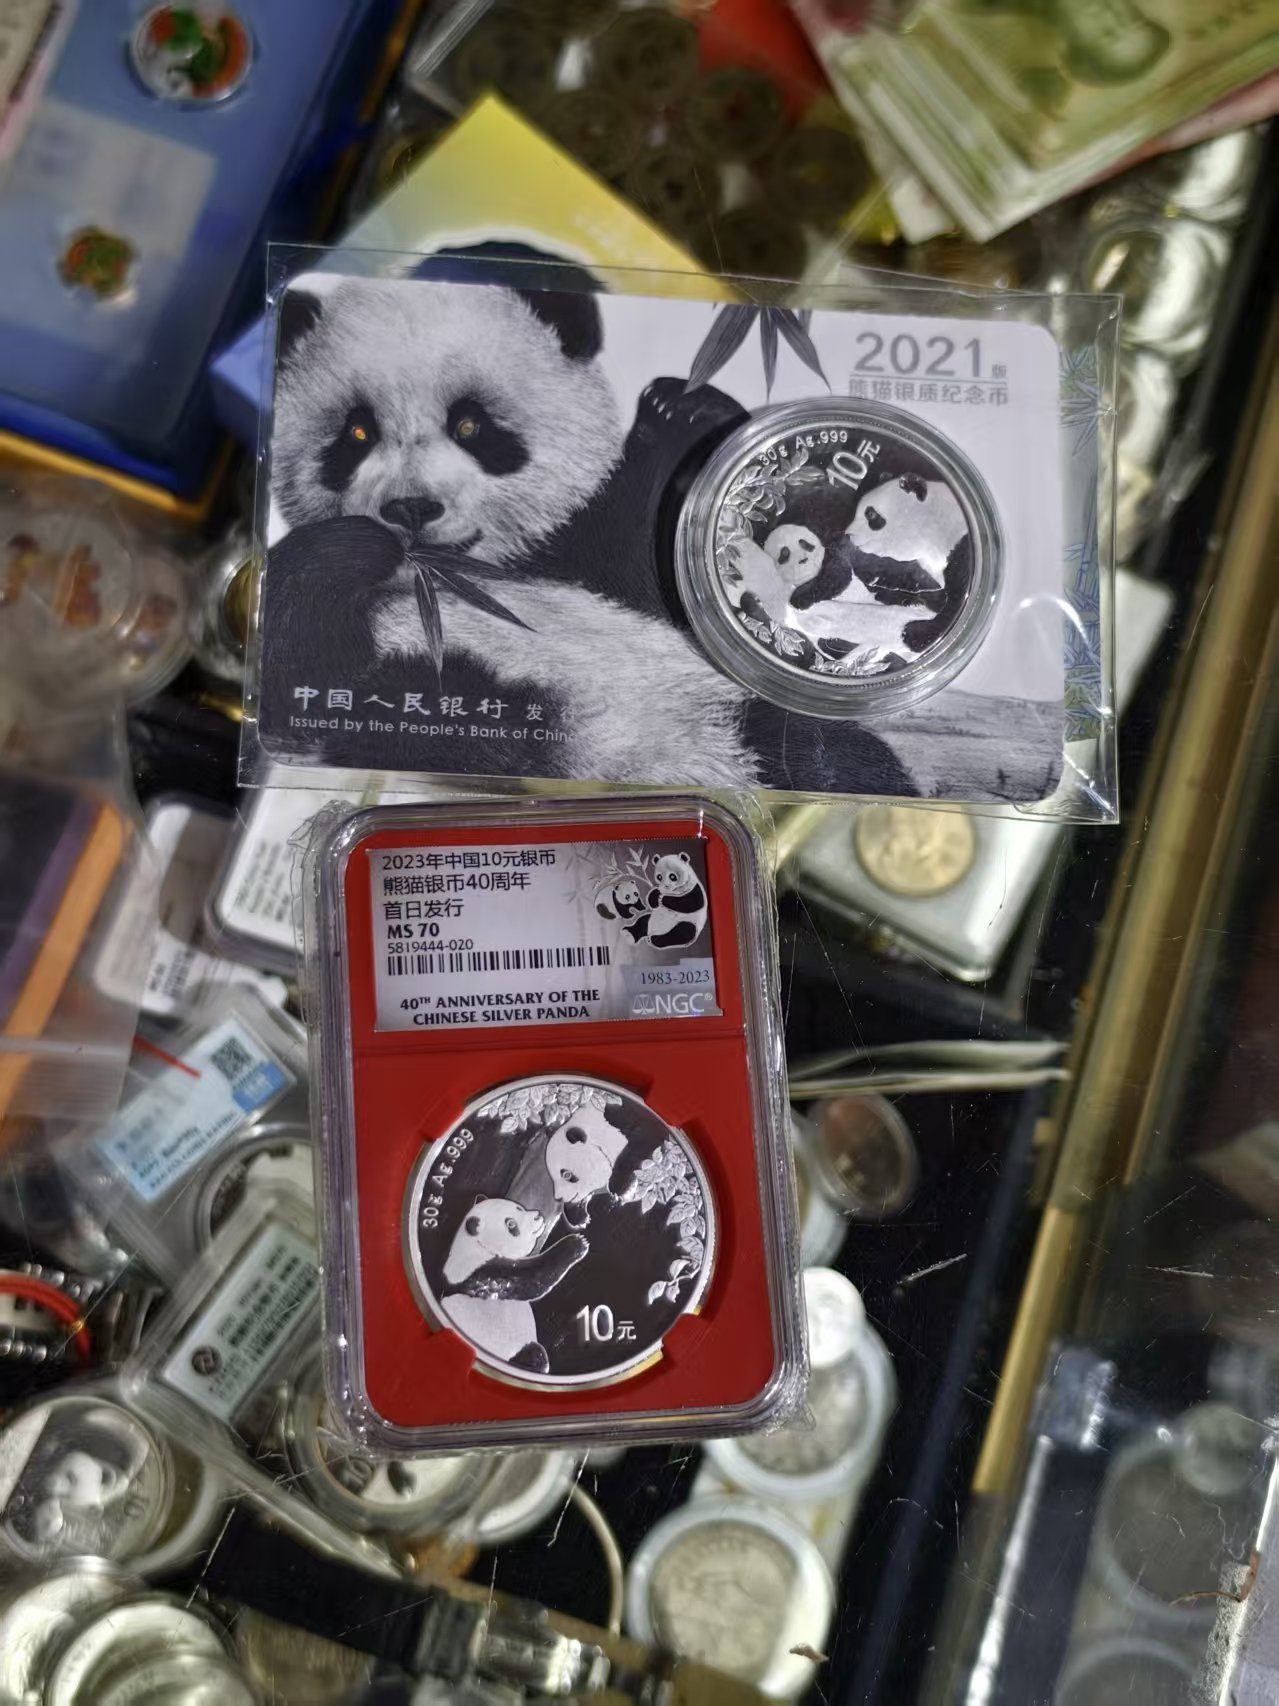 2021版
熊猫银质纪念币
30g Ag.999
10元
中国人民银行 发行
Issued by the People's Bank of China
2023年中国10元银币
熊猫银币40周年
首日发行
MS 70
5819444-020
1983-2023
40TH ANNIVERSARY OF THE
CHINESE SILVER PANDA
NGC®
30g Ag.999
10元